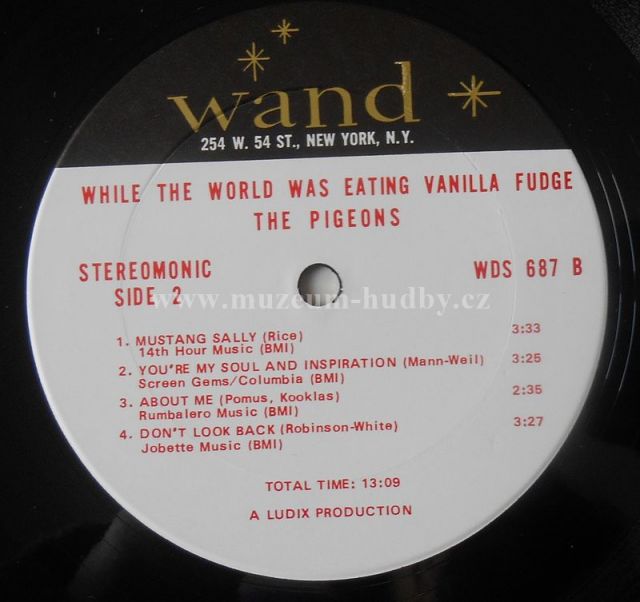 wand
254 W. 54 ST., NEW YORK, N.Y.
WHILE THE WORLD WAS EATING VANILLA FUDGE
THE PIGEONS
STEREOMONIC
SIDE 2
WDS 687 B
www.muzeum-hudby.cz
1. MUSTANG SALLY (Rice) 3:33
14th Hour Music (BMI)
2. YOU'RE MY SOUL AND INSPIRATION (Mann-Weil) 3:25
Screen Gems/Columbia (BMI)
3. ABOUT ME (Pomus, Kooklas) 2:35
Rumbalero Music (BMI)
4. DON'T LOOK BACK (Robinson-White) 3:27
Jobette Music (BMI)
TOTAL TIME: 13:09
A LUDIX PRODUCTION